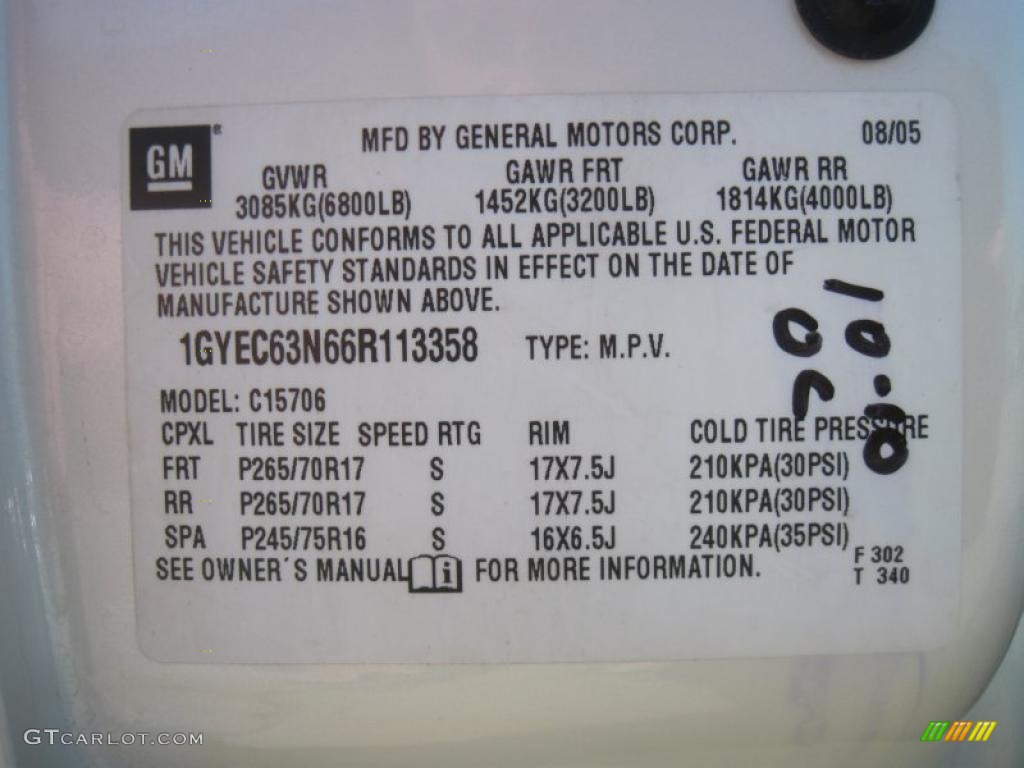 MFD BY GENERAL MOTORS CORP. 08/05
GM®
GVWR GAWR FRT GAWR RR
3085KG(6800LB) 1452KG(3200LB) 1814KG(4000LB)
THIS VEHICLE CONFORMS TO ALL APPLICABLE U.S. FEDERAL MOTOR
VEHICLE SAFETY STANDARDS IN EFFECT ON THE DATE OF
MANUFACTURE SHOWN ABOVE.
1GYEC63N66R113358 TYPE: M.P.V.
MODEL: C15706
CPXL TIRE SIZE SPEED RTG RIM COLD TIRE PRESSURE
FRT P265/70R17 S 17X7.5J 210KPA(30PSI)
RR P265/70R17 S 17X7.5J 210KPA(30PSI)
SPA P245/75R16 S 16X6.5J 240KPA(35PSI)
SEE OWNER´S MANUAL i FOR MORE INFORMATION.
F 302
T 340
GTCARLOT.COM